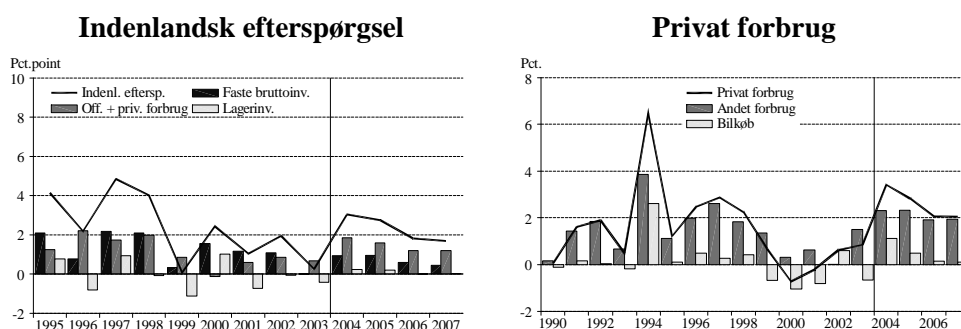 Indenlandsk efterspørgsel
Pct.point
10
8
6
4
2
0
-2
Indenl. eftersp.
Faste bruttoinv.
Off. + priv. forbrug
Lagerinv.
1995 1996 1997 1998 1999 2000 2001 2002 2003 2004 2005 2006 2007
Privat forbrug
Pct.
8
6
4
2
0
-2
Privat forbrug
Andet forbrug
Bilkøb
1990 1992 1994 1996 1998 2000 2002 2004 2006